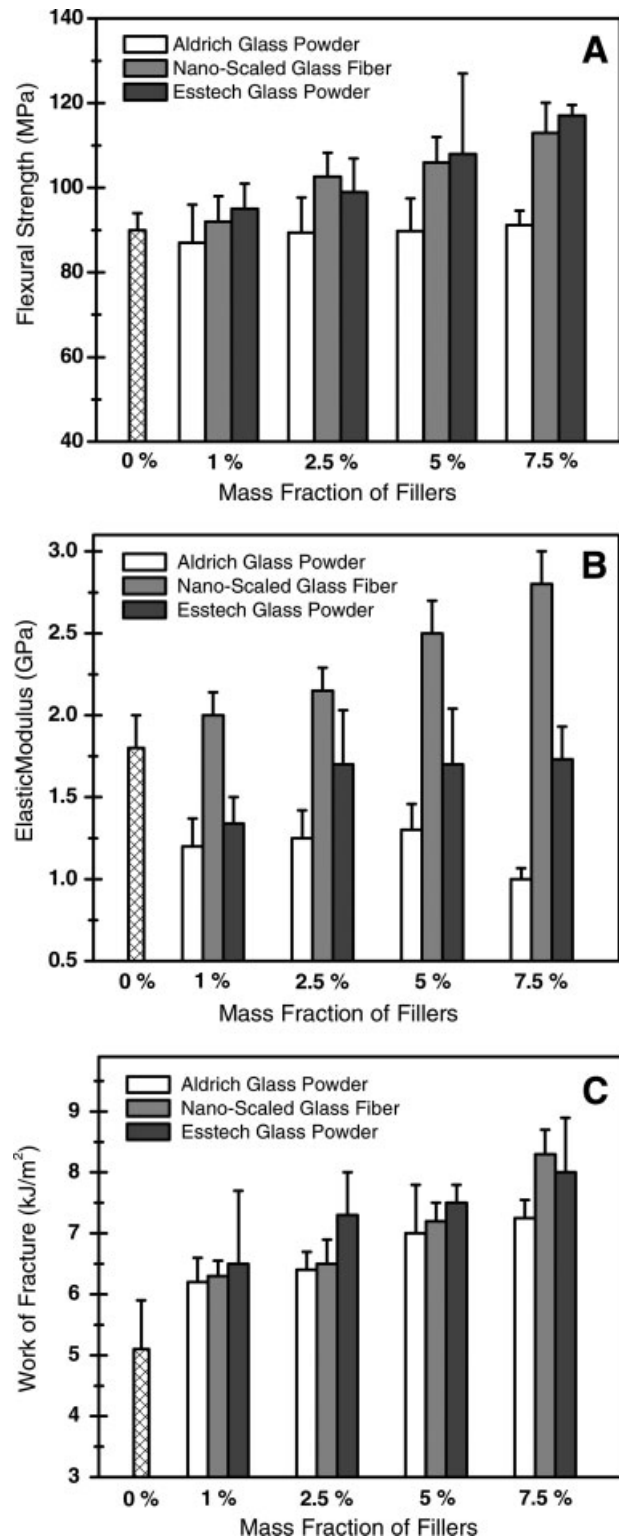 140
120
100
80
60
40
Flexural Strength (MPa)
Aldrich Glass Powder
Nano-Scaled Glass Fiber
Esstech Glass Powder
A
0 % 1 % 2.5 % 5 % 7.5 %
Mass Fraction of Fillers
3.0
2.5
2.0
1.5
1.0
0.5
ElasticModulus (GPa)
Aldrich Glass Powder
Nano-Scaled Glass Fiber
Esstech Glass Powder
B
0 % 1 % 2.5 % 5 % 7.5 %
Mass Fraction of Fillers
9
8
7
6
5
4
3
Work of Fracture (kJ/m²)
Aldrich Glass Powder
Nano-Scaled Glass Fiber
Esstech Glass Powder
C
0 % 1 % 2.5 % 5 % 7.5 %
Mass Fraction of Fillers